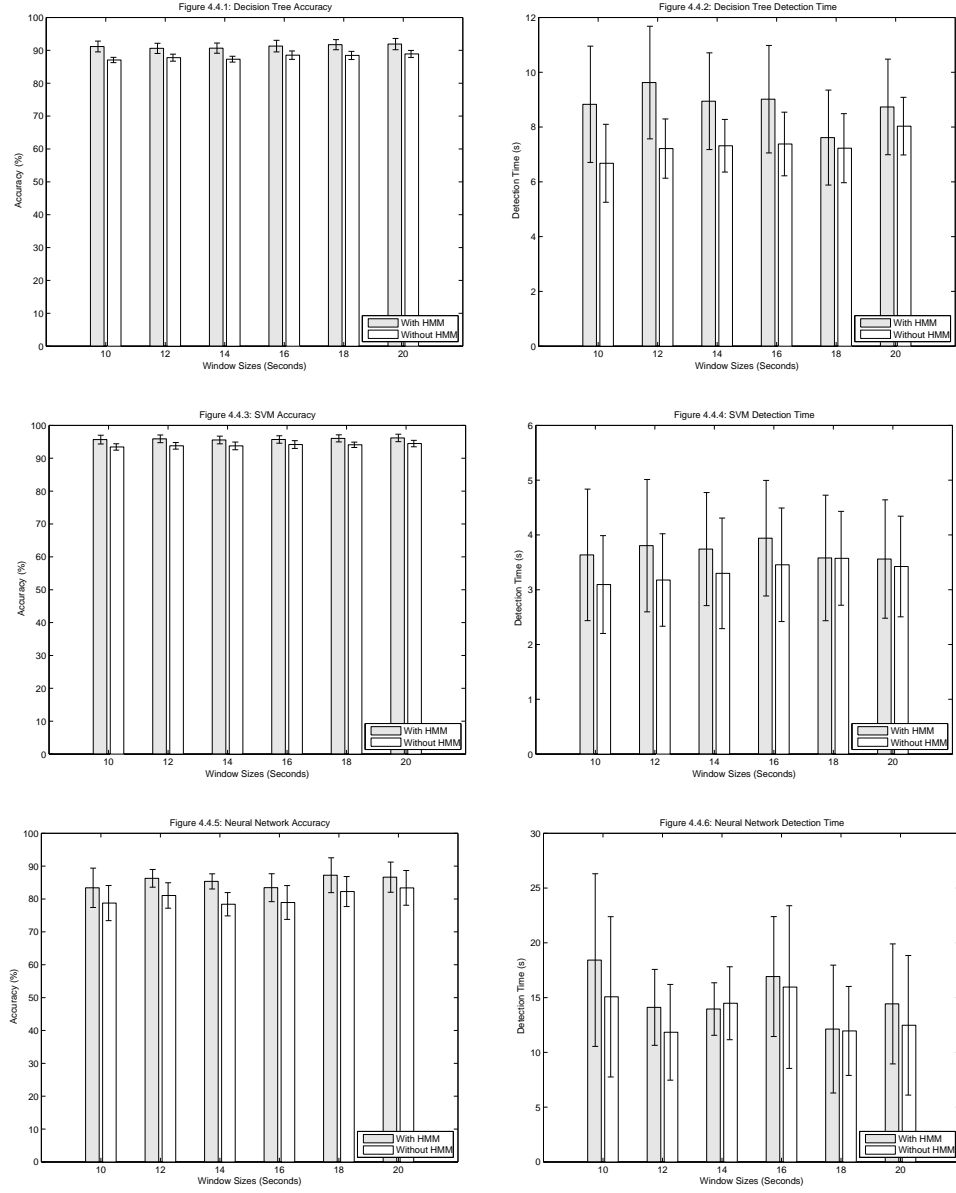 Figure 4.4.1: Decision Tree Accuracy
100
90
80
70
60
50
40
30
20
10
0
Accuracy (%)
10 12 14 16 18 20
Window Sizes (Seconds)
With HMM
Without HMM
Figure 4.4.2: Decision Tree Detection Time
12
10
8
6
4
2
0
Detection Time (s)
10 12 14 16 18 20
Window Sizes (Seconds)
With HMM
Without HMM
Figure 4.4.3: SVM Accuracy
100
90
80
70
60
50
40
30
20
10
0
Accuracy (%)
10 12 14 16 18 20
Window Sizes (Seconds)
With HMM
Without HMM
Figure 4.4.4: SVM Detection Time
6
5
4
3
2
1
0
Detection Time (s)
10 12 14 16 18 20
Window Sizes (Seconds)
With HMM
Without HMM
Figure 4.4.5: Neural Network Accuracy
100
90
80
70
60
50
40
30
20
10
0
Accuracy (%)
10 12 14 16 18 20
Window Sizes (Seconds)
With HMM
Without HMM
Figure 4.4.6: Neural Network Detection Time
30
25
20
15
10
5
0
Detection Time (s)
10 12 14 16 18 20
Window Sizes (Seconds)
With HMM
Without HMM